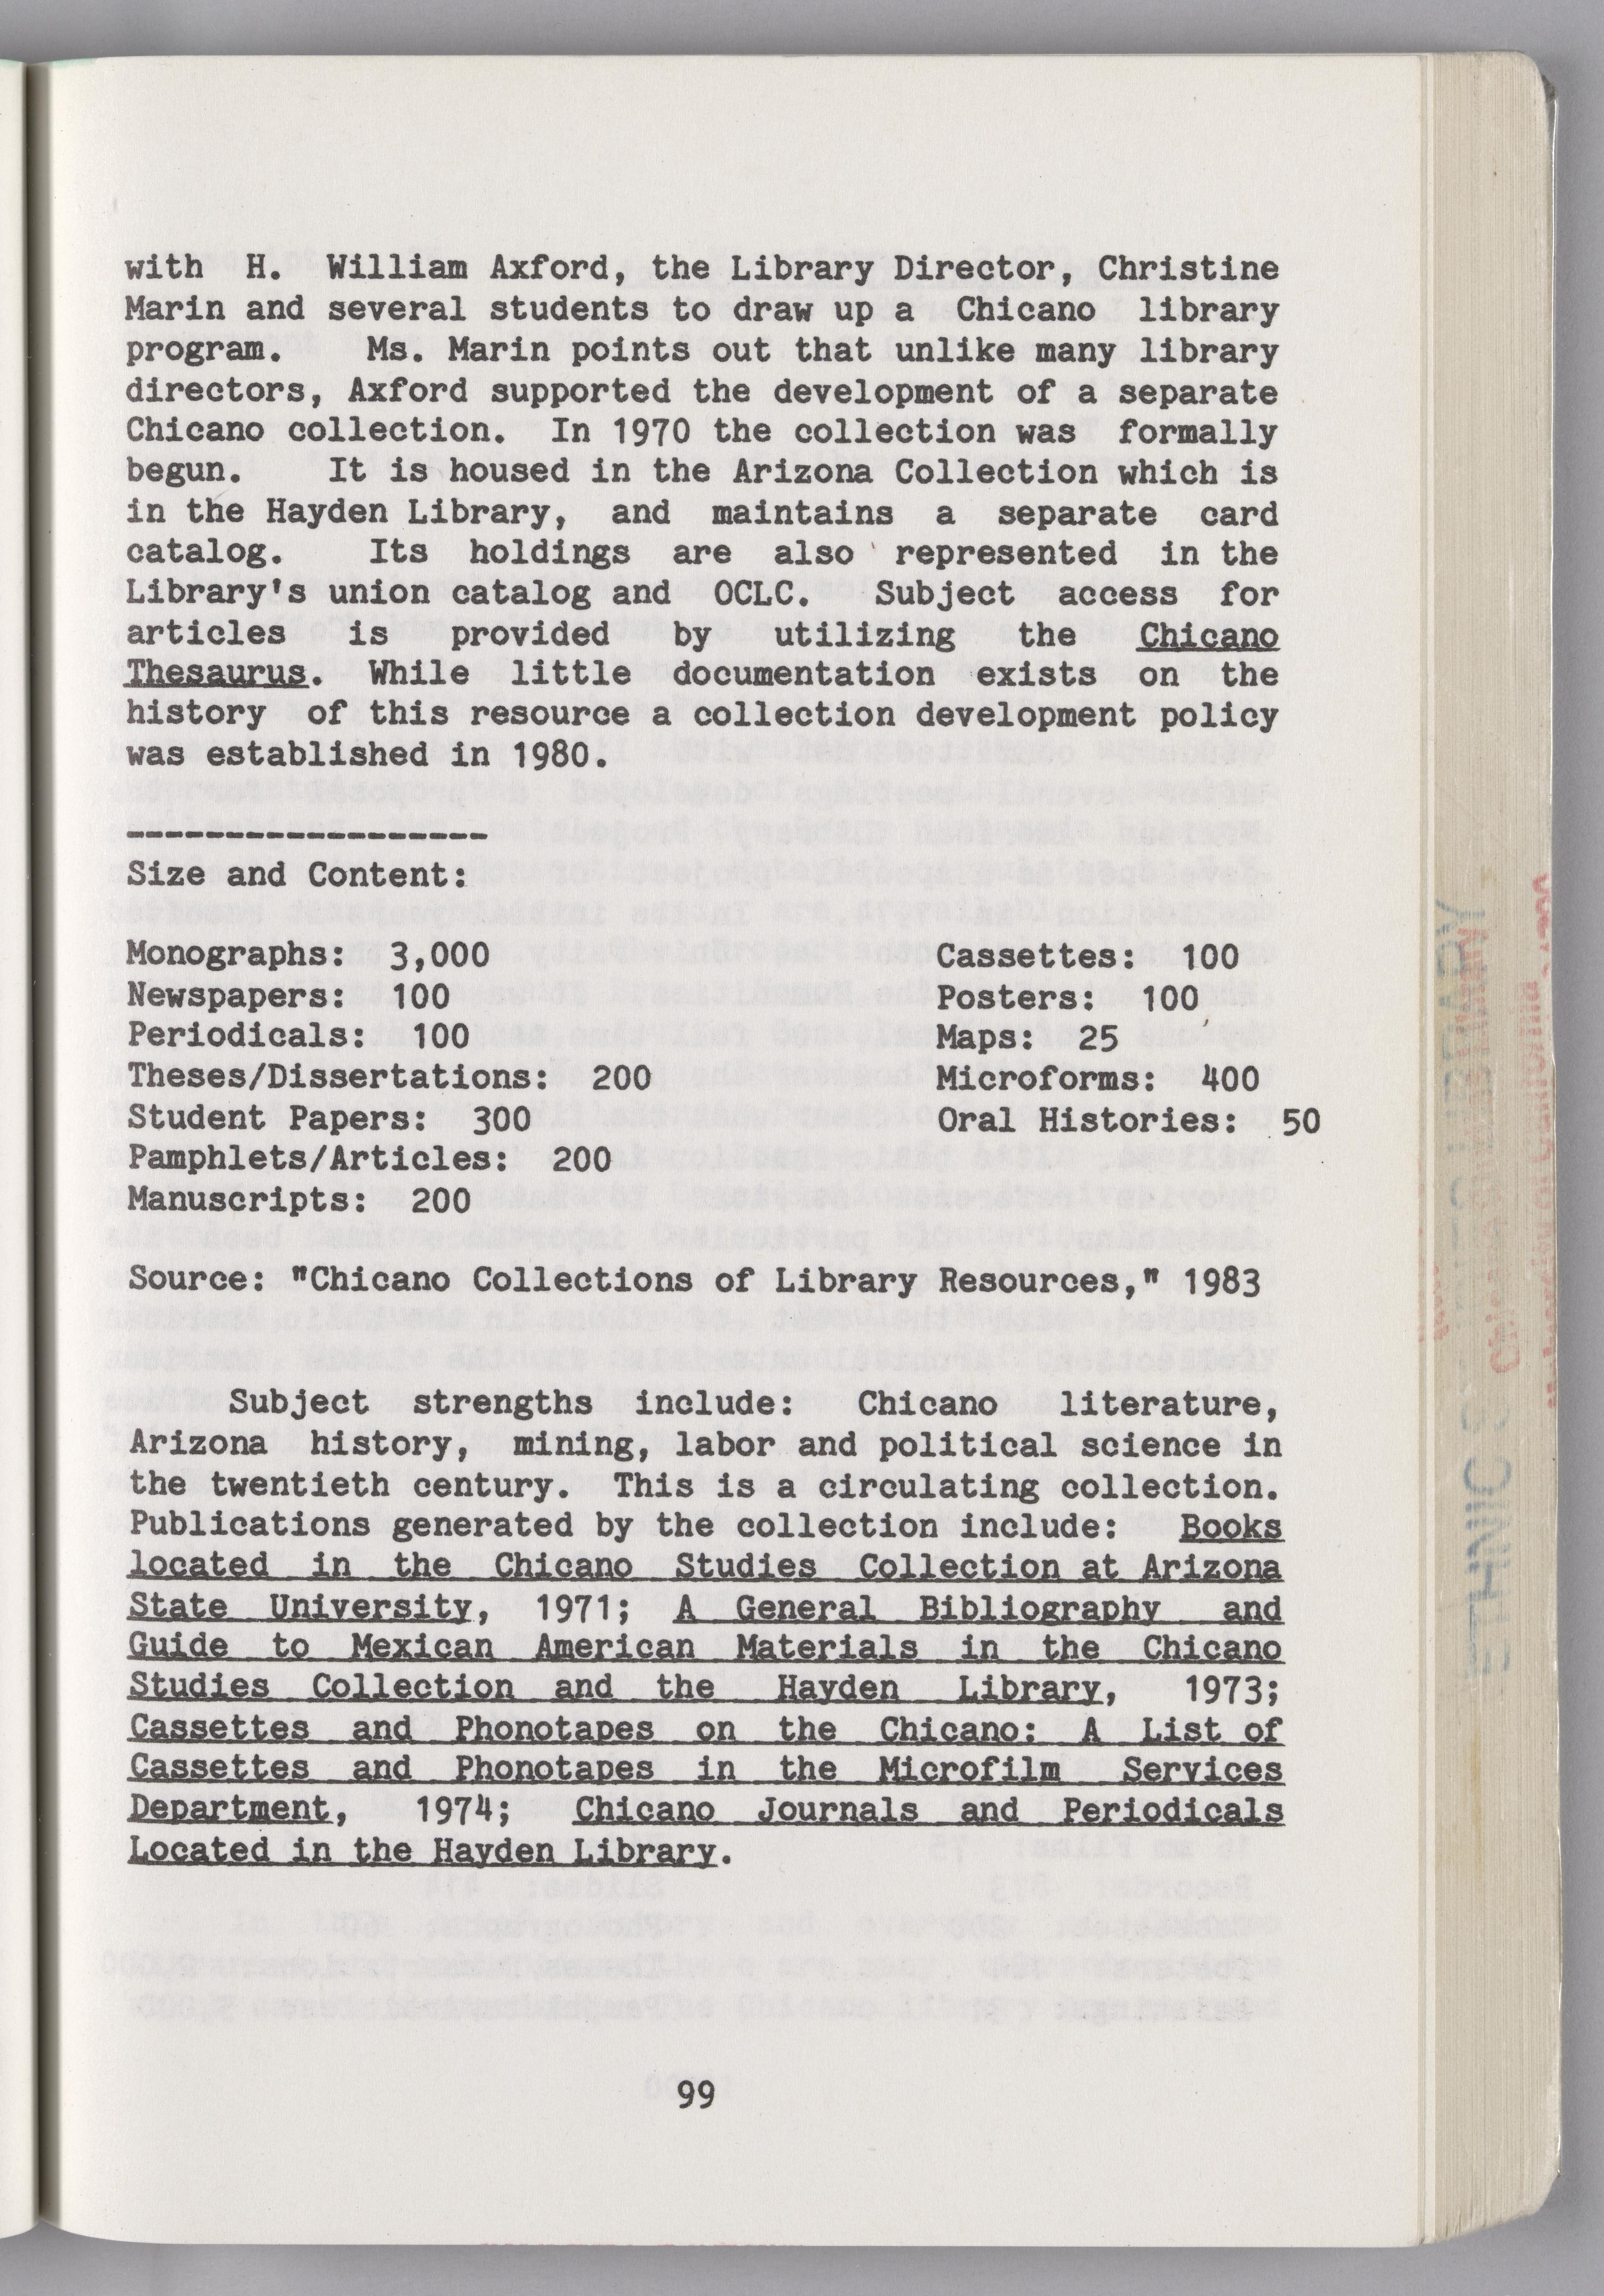 with H. William Axford, the Library Director, Christine
Marin and several students to draw up a Chicano library
program. Ms. Marin points out that unlike many library
directors, Axford supported the development of a separate
Chicano collection. In 1970 the collection was formally
begun. It is housed in the Arizona Collection which is
in the Hayden Library, and maintains a separate card
catalog. Its holdings are also represented in the
Library's union catalog and OCLC. Subject access for
articles is provided by utilizing the Chicano
Thesaurus. While little documentation exists on the
history of this resource a collection development policy
was established in 1980.
------------------
Size and Content:
Monographs: 3,000 Cassettes: 100
Newspapers: 100 Posters: 100
Periodicals: 100 Maps: 25
Theses/Dissertations: 200 Microforms: 400
Student Papers: 300 Oral Histories: 50
Pamphlets/Articles: 200
Manuscripts: 200
Source: "Chicano Collections of Library Resources," 1983
Subject strengths include: Chicano literature,
Arizona history, mining, labor and political science in
the twentieth century. This is a circulating collection.
Publications generated by the collection include: Books
located in the Chicano Studies Collection at Arizona
State University, 1971; A General Bibliography and
Guide to Mexican American Materials in the Chicano
Studies Collection and the Hayden Library, 1973;
Cassettes and Phonotapes on the Chicano: A List of
Cassettes and Phonotapes in the Microfilm Services
Department, 1974; Chicano Journals and Periodicals
Located in the Hayden Library.
99
ETHNIC LIBRARY